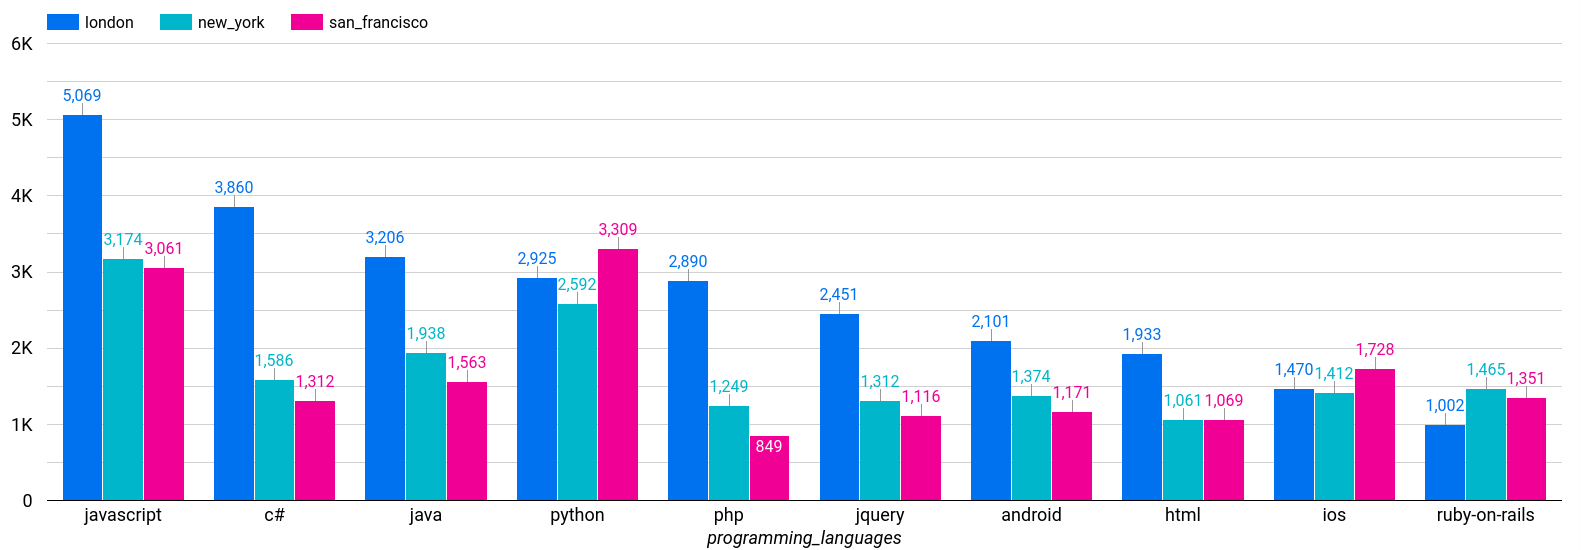 london new_york san_francisco
6K
5K
4K
3K
2K
1K
0
5,069 3,174 3,061
3,860 1,586 1,312
3,206 1,938 1,563
2,925 2,592 3,309
2,890 1,249 849
2,451 1,312 1,116
2,101 1,374 1,171
1,933 1,061 1,069
1,470 1,412 1,728
1,002 1,465 1,351
javascript c# java python php jquery android html ios ruby-on-rails
programming_languages